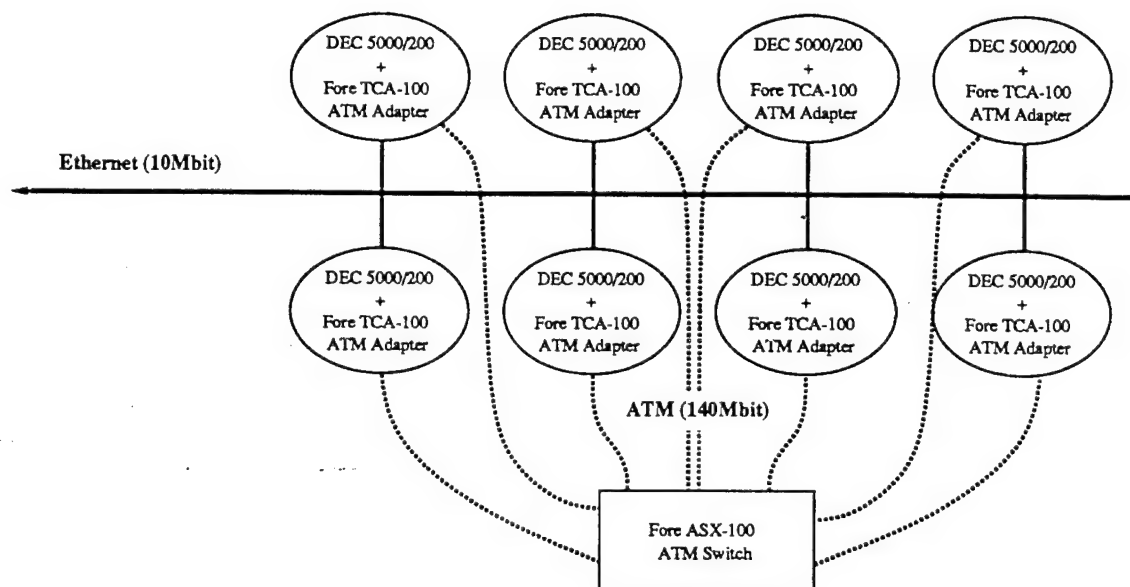 DEC 5000/200
+
Fore TCA-100
ATM Adapter
DEC 5000/200
+
Fore TCA-100
ATM Adapter
DEC 5000/200
+
Fore TCA-100
ATM Adapter
DEC 5000/200
+
Fore TCA-100
ATM Adapter
Ethernet (10Mbit)
DEC 5000/200
+
Fore TCA-100
ATM Adapter
DEC 5000/200
+
Fore TCA-100
ATM Adapter
DEC 5000/200
+
Fore TCA-100
ATM Adapter
DEC 5000/200
+
Fore TCA-100
ATM Adapter
ATM (140Mbit)
Fore ASX-100
ATM Switch